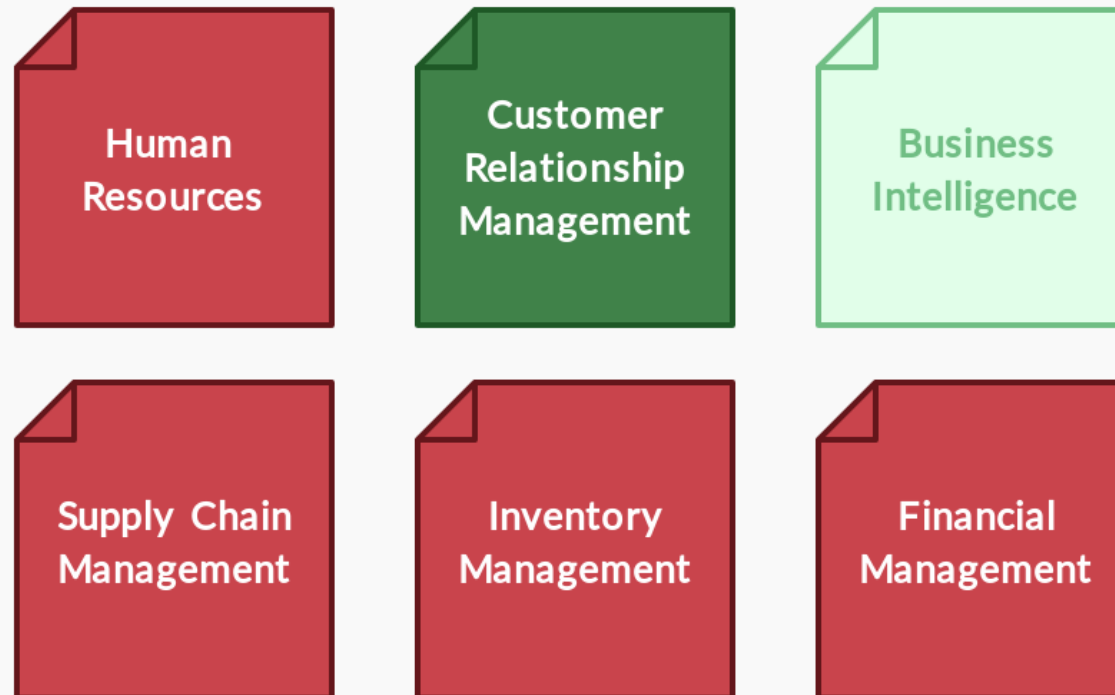 Human
Resources
Customer
Relationship
Management
Business
Intelligence
Supply Chain
Management
Inventory
Management
Financial
Management